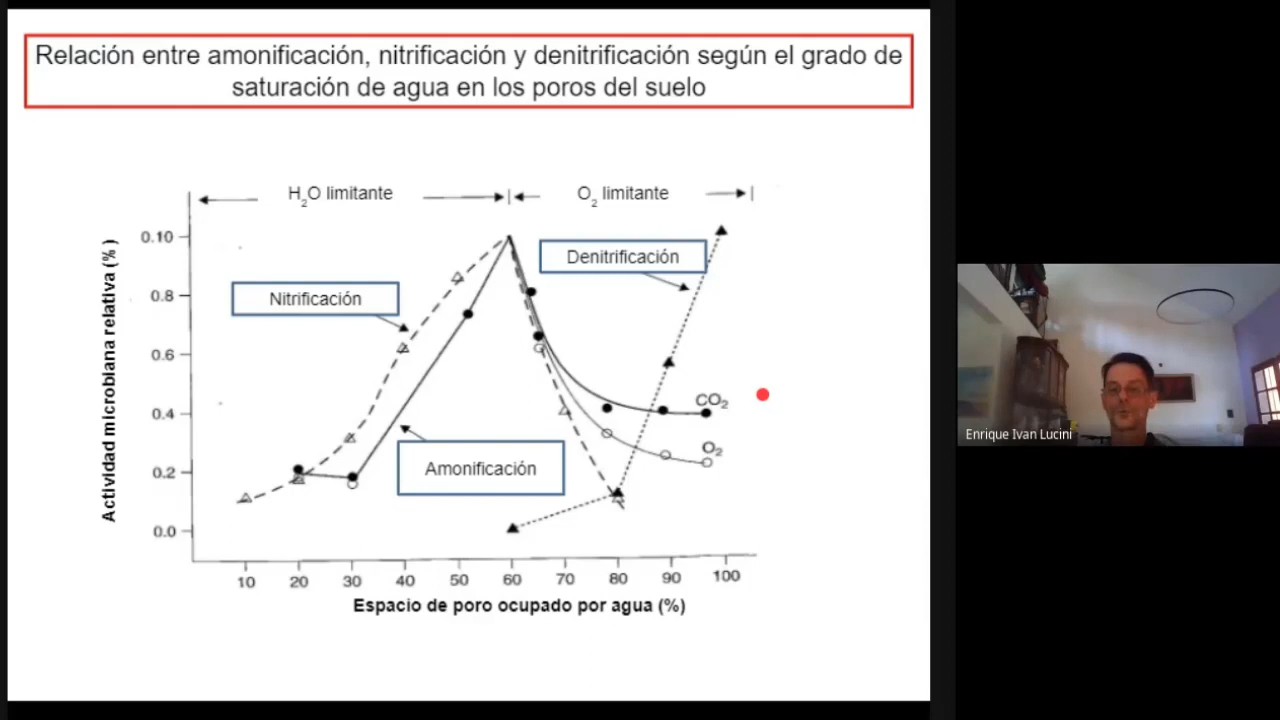 Relación entre amonificación, nitrificación y denitrificación según el grado de
saturación de agua en los poros del suelo
H₂O limitante
O₂ limitante
Denitrificación
Nitrificación
Amonificación
CO₂
O₂
Actividad microbiana relativa (%)
0.10
0.8
0.6
0.4
0.2
0.0
10 20 30 40 50 60 70 80 90 100
Espacio de poro ocupado por agua (%)
Enrique Ivan Lucini